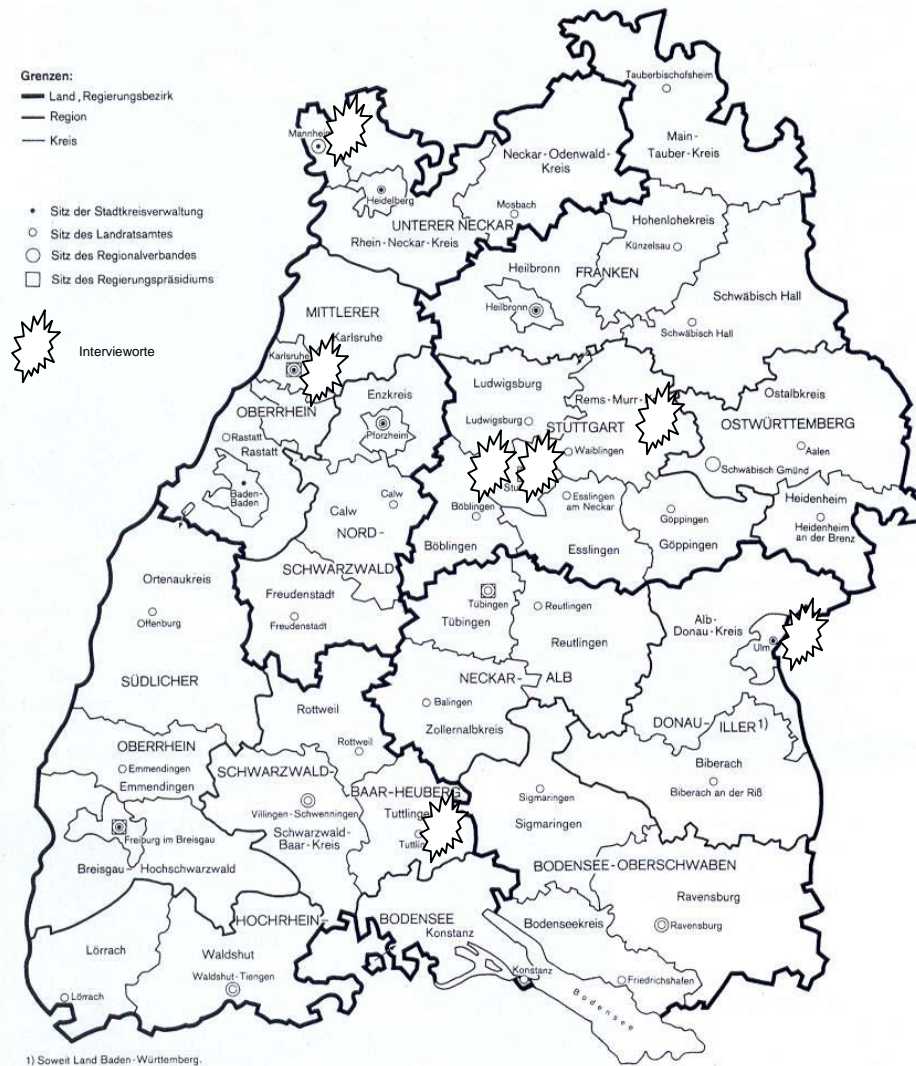 Grenzen:
Land, Regierungsbezirk
Region
Kreis
Sitz der Stadtkreisverwaltung
Sitz des Landratsamtes
Sitz des Regionalverbandes
Sitz des Regierungspräsidiums
Intervieworte
Tauberbischofsheim
Main-
Tauber-Kreis
Neckar-Odenwald-
Kreis
Heidelberg
Mosbach
UNTERER NECKAR
Rhein-Neckar-Kreis
Hohenlohekreis
Künzelsau
Heilbronn
FRANKEN
Heilbronn
Schwäbisch Hall
Schwäbisch Hall
MITTLERER
Karlsruhe
Karlsruhe
OBERRHEIN
Rastatt
Rastatt
Baden-
Baden
Enzkreis
Pforzheim
Calw
Calw
NORD-
SCHWARZWALD
Freudenstadt
Freudenstadt
Ludwigsburg
Ludwigsburg
Rems-Murr-
STUTTGART
Waiblingen
Böblingen
Böblingen
Esslingen
am Neckar
Esslingen
Göppingen
Göppingen
Ostalbkreis
OSTWÜRTTEMBERG
Aalen
Schwäbisch Gmünd
Heidenheim
Heidenheim
an der Brenz
Ortenaukreis
Offenburg
SÜDLICHER
OBERRHEIN
Emmendingen
Emmendingen
Freiburg im Breisgau
Breisgau-Hochschwarzwald
Tübingen
Tübingen
Reutlingen
Reutlingen
NECKAR-ALB
Balingen
Zollernalbkreis
Alb-
Donau-Kreis
Ulm
DONAU-ILLER 1)
Biberach
Biberach an der Riß
Rottweil
Rottweil
SCHWARZWALD-
BAAR-HEUBERG
Villingen-Schwenningen
Schwarzwald-
Baar-Kreis
Sigmaringen
Sigmaringen
BODENSEE-OBERSCHWABEN
Ravensburg
Ravensburg
Bodenseekreis
Friedrichshafen
HOCHRHEIN-
BODENSEE
Konstanz
Konstanz
Bodensee
Lörrach
Lörrach
Waldshut
Waldshut-Tiengen
1) Soweit Land Baden-Württemberg.